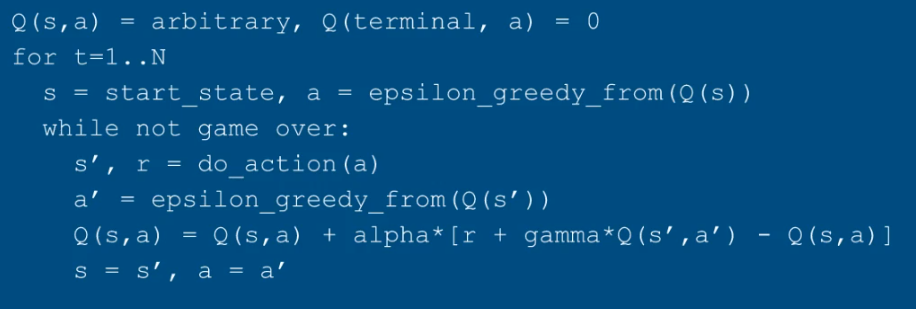 Q(s,a) = arbitrary, Q(terminal, a) = 0
for t=1..N
  s = start_state, a = epsilon_greedy_from(Q(s))
  while not game over:
    s’, r = do_action(a)
    a’ = epsilon_greedy_from(Q(s’))
    Q(s,a) = Q(s,a) + alpha*[r + gamma*Q(s’,a’) - Q(s,a)]
    s = s’, a = a’